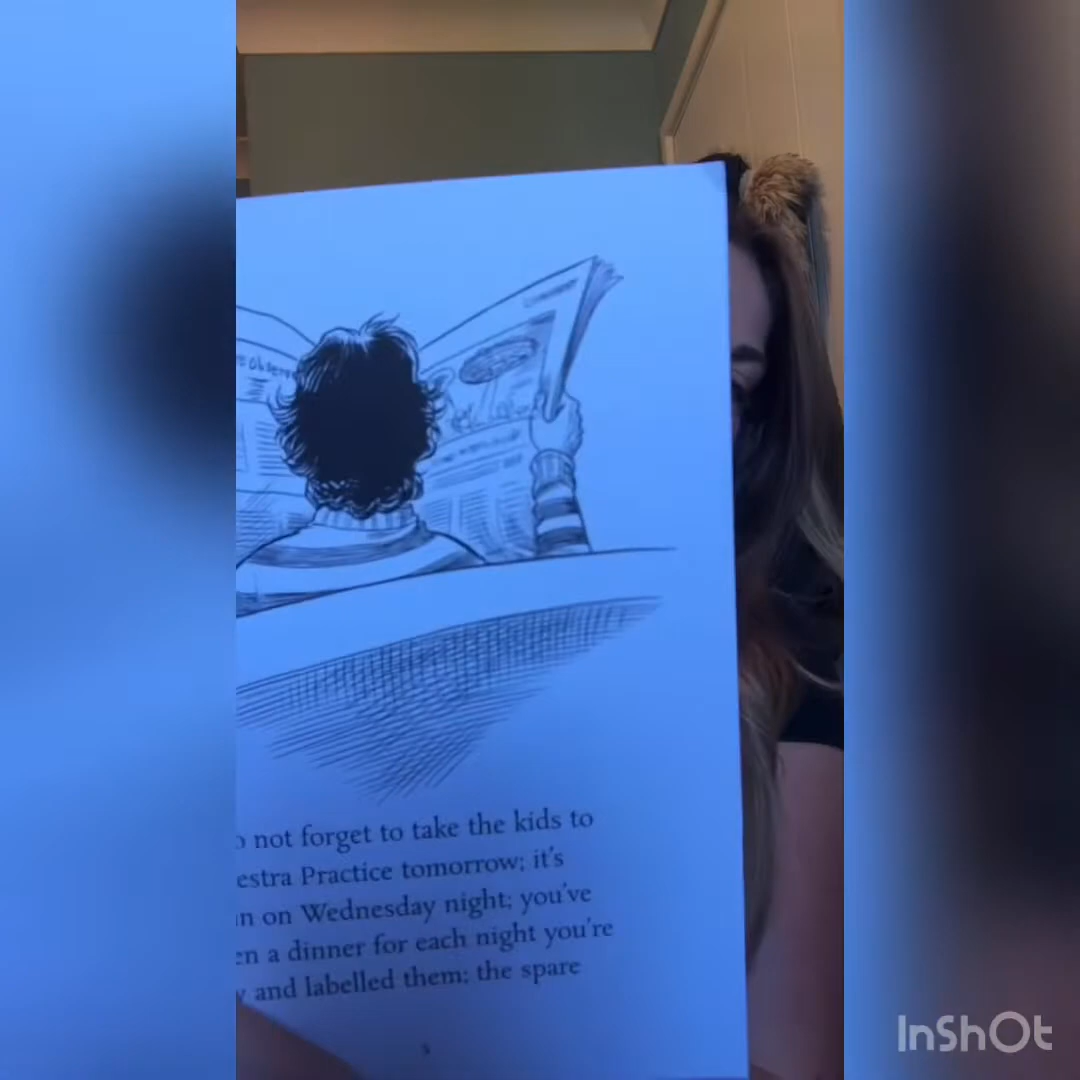 not forget to take the kids to
estra Practice tomorrow; it's
n on Wednesday night; you've
en a dinner for each night you're
and labelled them; the spare
InShOt